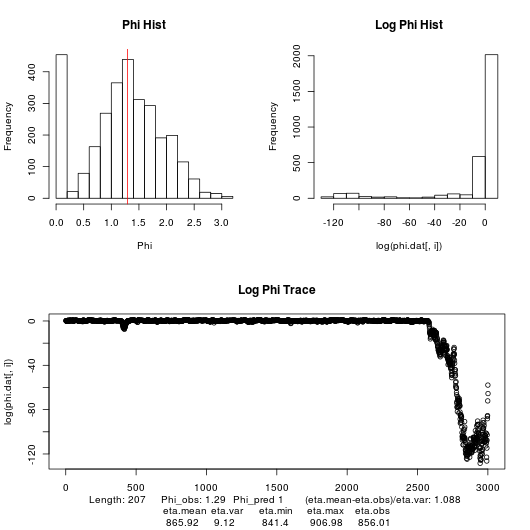 Phi Hist
Log Phi Hist
Frequency
0 100 200 300 400
0.0 0.5 1.0 1.5 2.0 2.5 3.0
Phi
Frequency
0 500 1000 1500 2000
-120 -80 -60 -40 -20 0
log(phi.dat[, i])
Log Phi Trace
log(phi.dat[, i])
-120 -80 -40 0
0 500 1000 1500 2000 2500 3000
Length: 207 Phi_obs: 1.29 Phi_pred 1 (eta.mean-eta.obs)/eta.var: 1.088
eta.mean eta.var eta.min eta.max eta.obs
865.92 9.12 841.4 906.98 856.01